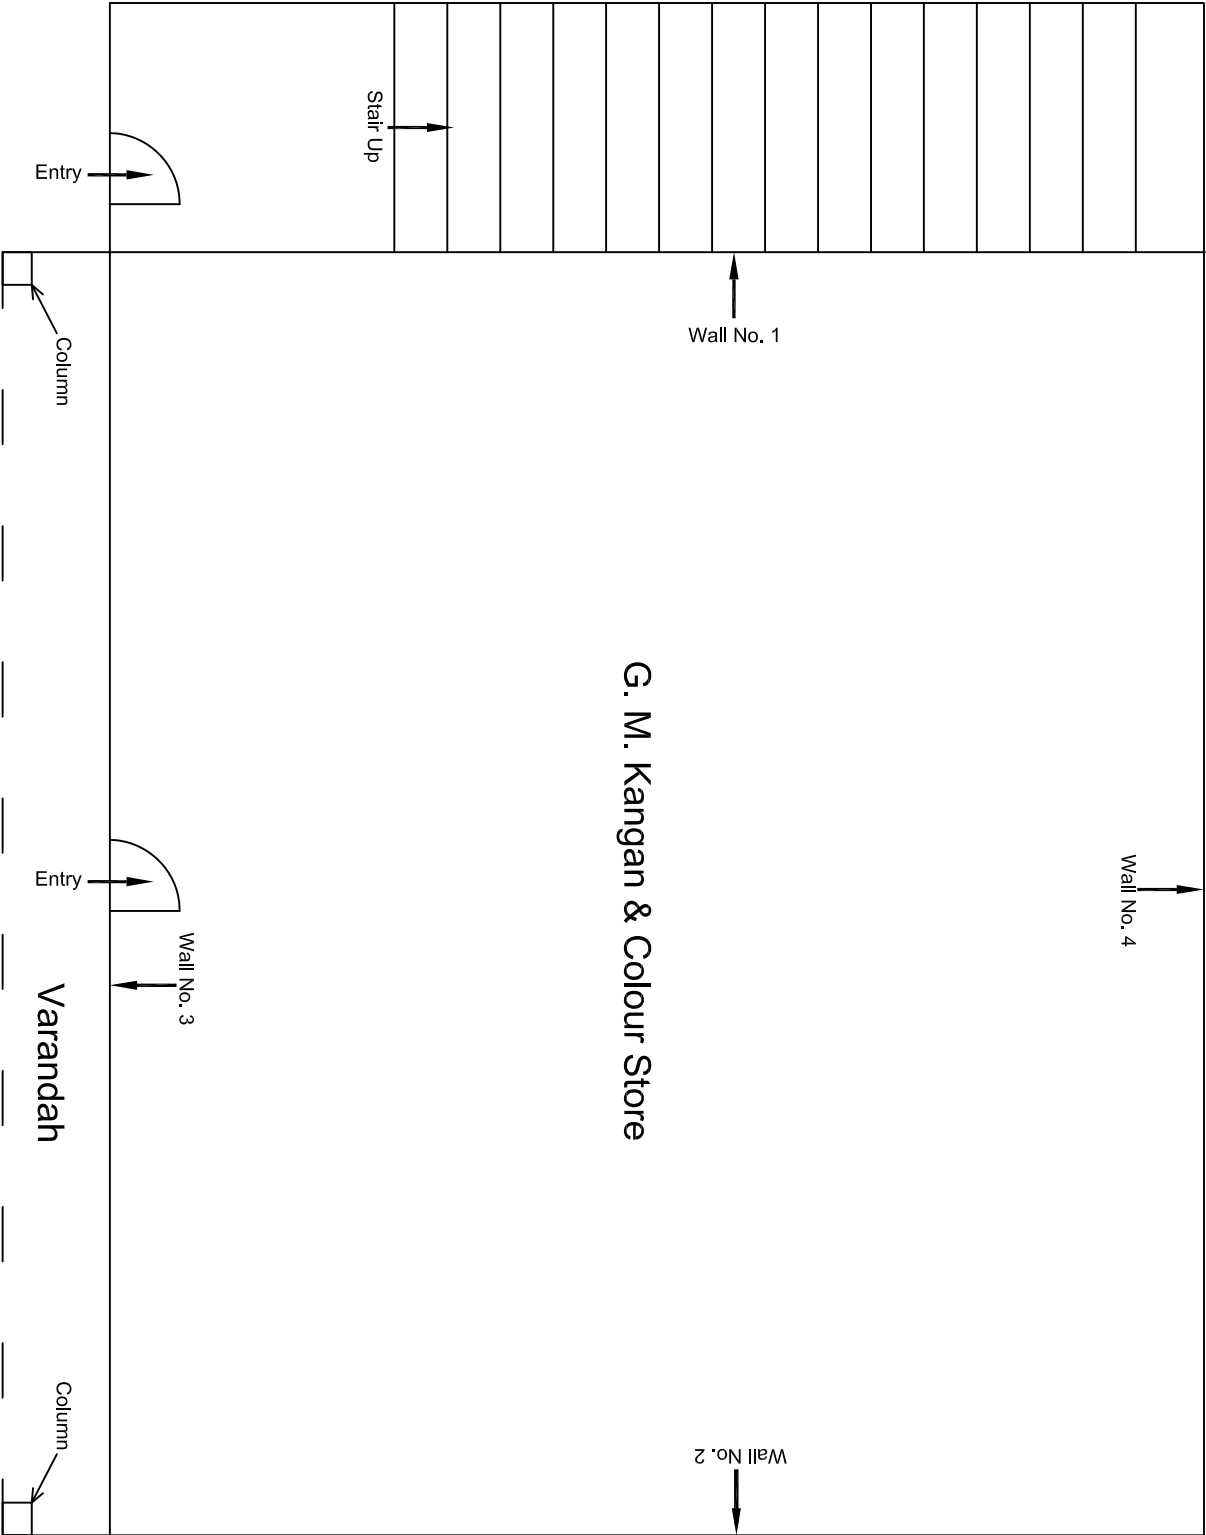 Stair Up
Entry
Column
Wall No. 1
G. M. Kangan & Colour Store
Wall No. 4
Entry
Wall No. 3
Varandah
Column
Wall No. 2